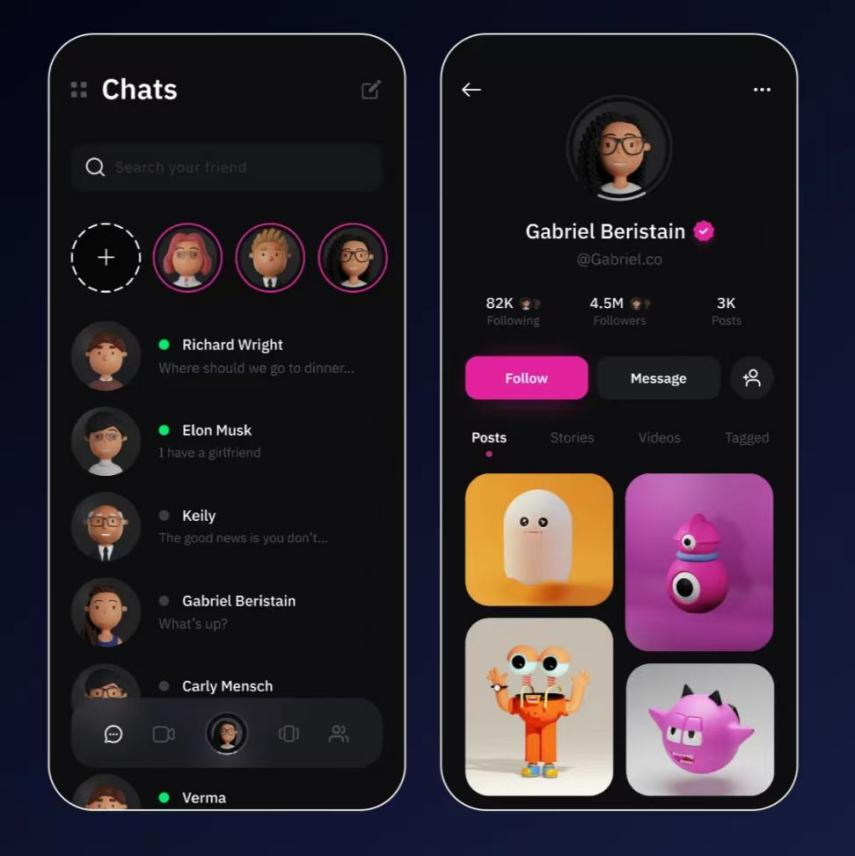 Chats
Search your friend
Richard Wright
Where should we go to dinner...
Elon Musk
I have a girlfriend
Keily
The good news is you don't...
Gabriel Beristain
What's up?
Carly Mensch
Verma
Gabriel Beristain
@Gabriel.co
82K 4.5M 3K
Following Followers Posts
Follow Message
Posts Stories Videos Tagged